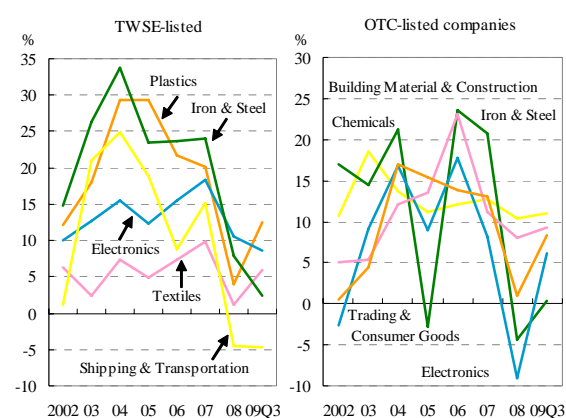 TWSE-listed
OTC-listed companies
%
35
30
25
20
15
10
5
0
-5
-10
Plastics
Iron & Steel
Electronics
Textiles
Shipping & Transportation
2002 03 04 05 06 07 08 09Q3
%
30
25
20
15
10
5
0
-5
-10
Building Material & Construction
Chemicals
Iron & Steel
Trading &
Consumer Goods
Electronics
2002 03 04 05 06 07 08 09Q3